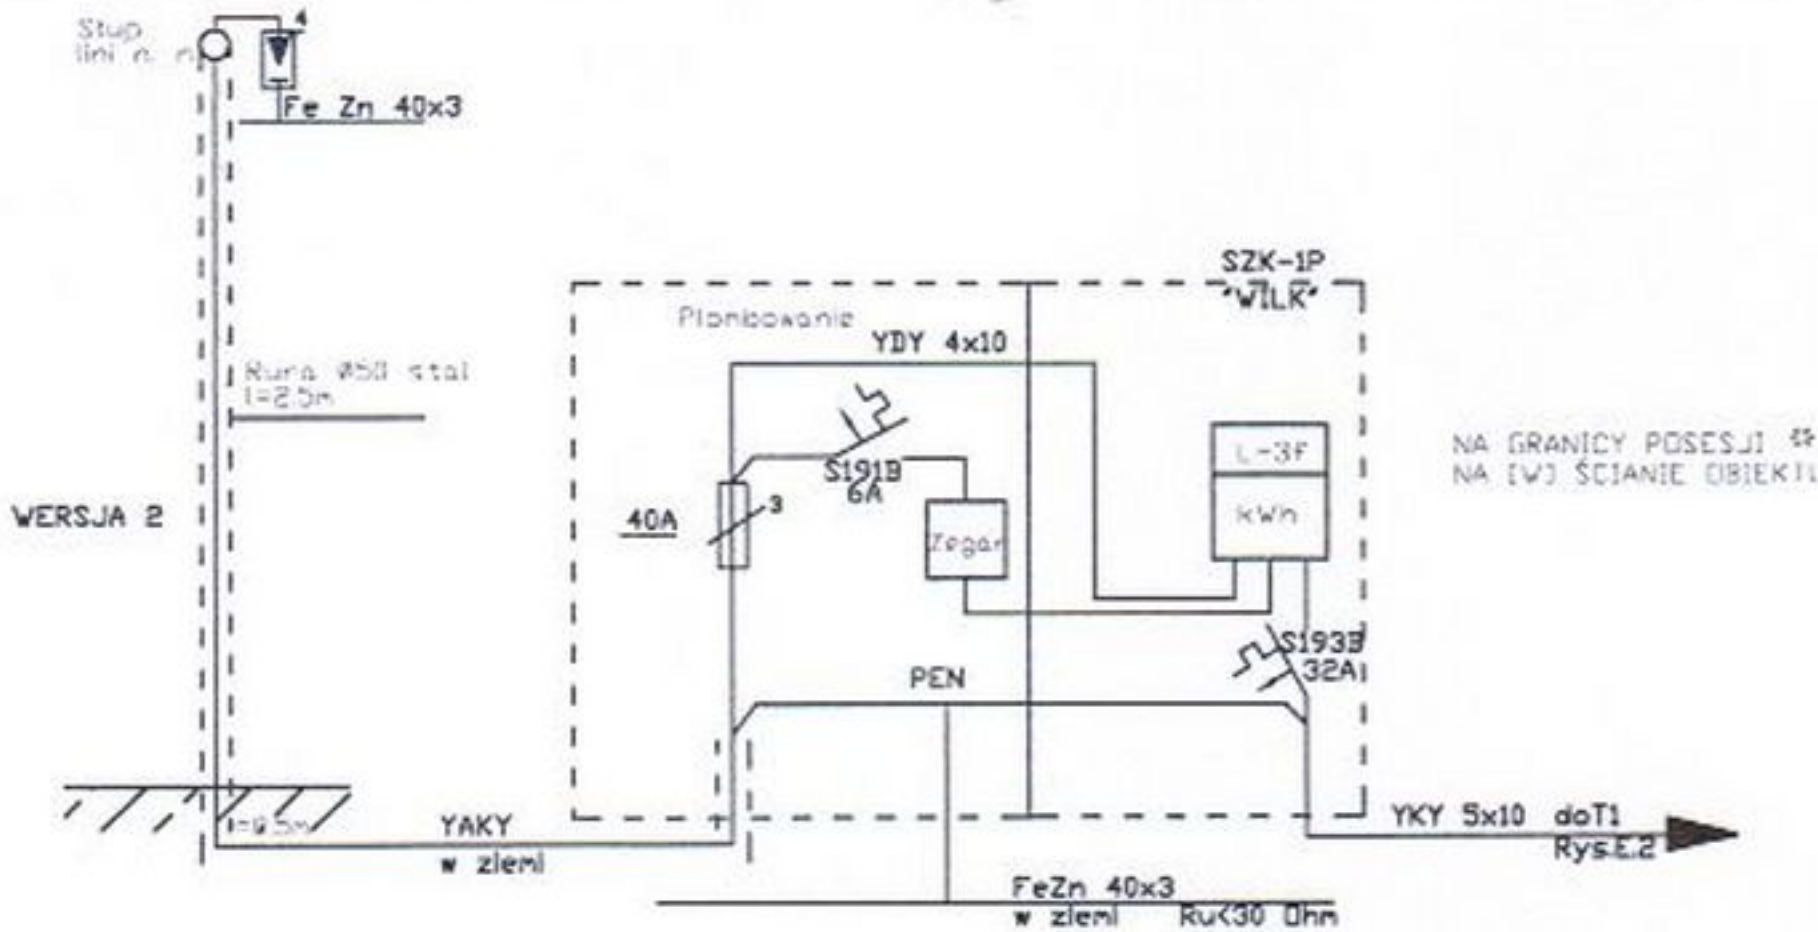 Słup
lini n. n
4
Fe Zn 40x3
SZK-1P
"WILK"
Plombowanie
YDY 4x10
Rura Ø50 stal
l=2.5m
L-3f
kWh
NA GRANICY POSESJI
NA [W] ŚCIANIE OBIEKTU
S191B
6A
WERSJA 2
40A
3
Zegar
S193B
32A
PEN
l=0.5m
YAKY
w ziemi
YKY 5x10 doT1
Rys.E.2
FeZn 40x3
w ziemi Ru<30 Ohm